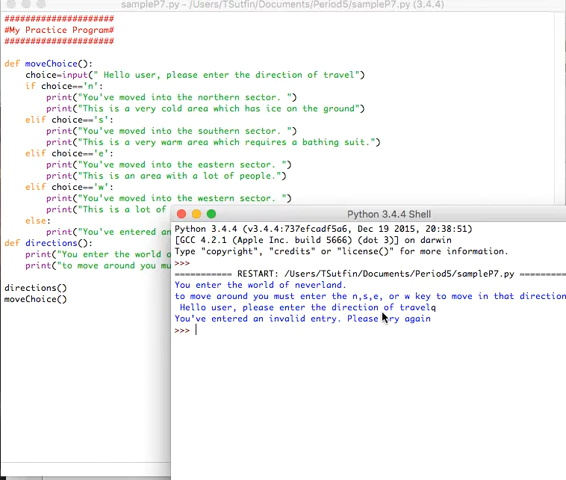 sampleP7.py - /Users/TSutfin/Documents/Period5/sampleP7.py (3.4.4)
#####################
#My Practice Program#
#####################
def moveChoice():
choice=input(" Hello user, please enter the direction of travel")
if choice=='n':
print("You've moved into the northern sector. ")
print("This is a very cold area which has ice on the ground")
elif choice=='s':
print("You've moved into the southern sector. ")
print("This is a very warm area which requires a bathing suit.")
elif choice=='e':
print("You've moved into the eastern sector. ")
print("This is an area with a lot of people.")
elif choice=='w':
print("You've moved into the western sector. ")
print("This is a lot of
else:
print("You've entered an
def directions():
print("You enter the world o
print("to move around you mus
directions()
moveChoice()
Python 3.4.4 Shell
Python 3.4.4 (v3.4.4:737efcadf5a6, Dec 19 2015, 20:38:51)
[GCC 4.2.1 (Apple Inc. build 5666) (dot 3)] on darwin
Type "copyright", "credits" or "license()" for more information.
>>>
=========== RESTART: /Users/TSutfin/Documents/Period5/sampleP7.py =========
You enter the world of neverland.
to move around you must enter the n,s,e, or w key to move in that direction
Hello user, please enter the direction of travelq
You've entered an invalid entry. Please try again
>>>